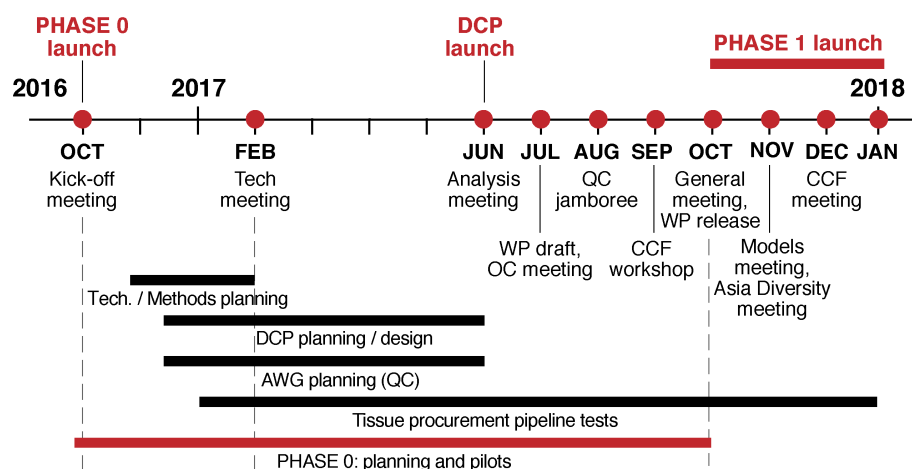 PHASE 0
launch
DCP
launch
PHASE 1 launch
2016
2017
2018
OCT
FEB
JUN
JUL
AUG
SEP
OCT
NOV
DEC
JAN
Kick-off
meeting
Tech
meeting
Analysis
meeting
QC
jamboree
General
meeting,
WP release
CCF
meeting
WP draft,
OC meeting
CCF
workshop
Models
meeting,
Asia Diversity
meeting
Tech. / Methods planning
DCP planning / design
AWG planning (QC)
Tissue procurement pipeline tests
PHASE 0: planning and pilots